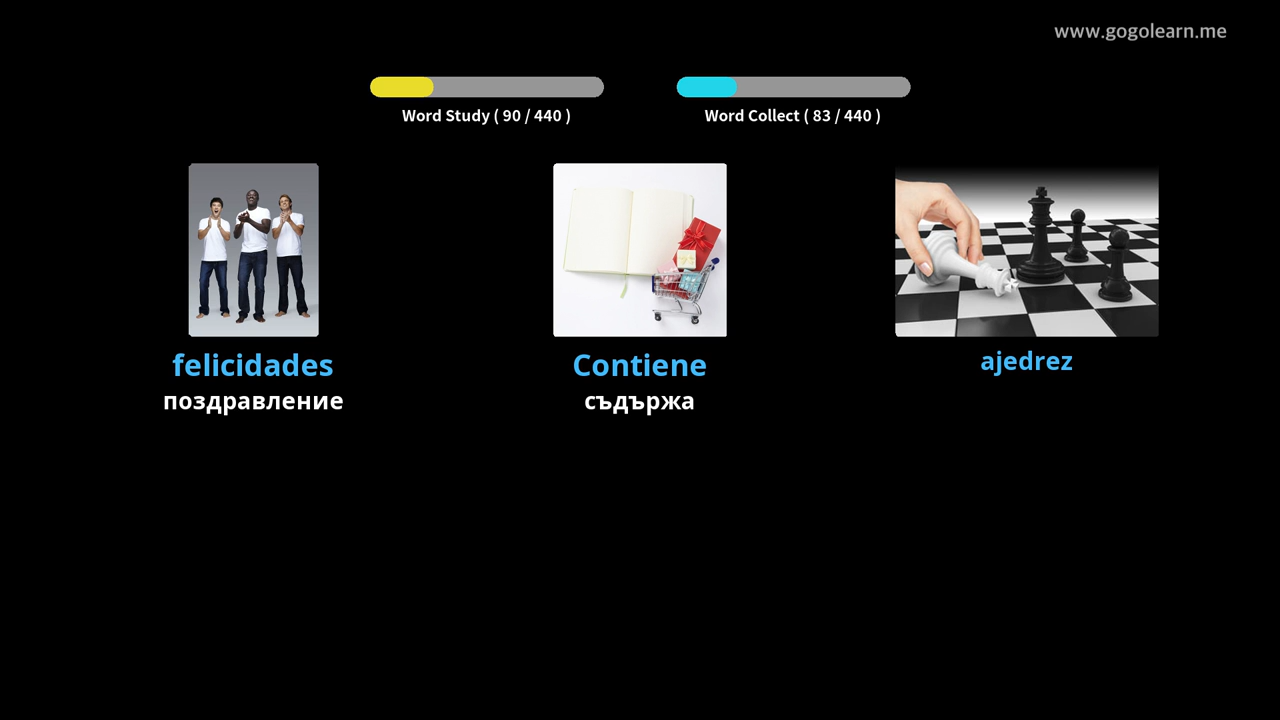 www.gogolearn.me
Word Study ( 90 / 440 )
Word Collect ( 83 / 440 )
felicidades
поздравление
Contiene
съдържа
ajedrez